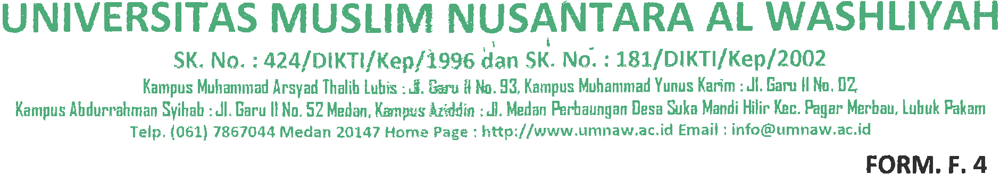 UNIVERSITAS MUSLIM NUSANTARA AL WASHLIYAH
SK. No. : 424/DIKTI/Kep/1996 dan SK. No. : 181/DIKTI/Kep/2002
Kampus Muhammad Arsyad Thalib Lubis : Jl. Garu II No. 93, Kampus Muhammad Yunus Karim : Jl. Garu II No. 02,
Kampus Abdurrahman Syihab : Jl. Garu II No. 52 Medan, Kampus Aziddin : Jl. Medan Perbaungan Desa Suka Mandi Hilir Kec. Pagar Merbau, Lubuk Pakam
Telp. (061) 7867044 Medan 20147 Home Page : http://www.umnaw.ac.id Email : info@umnaw.ac.id
FORM. F. 4